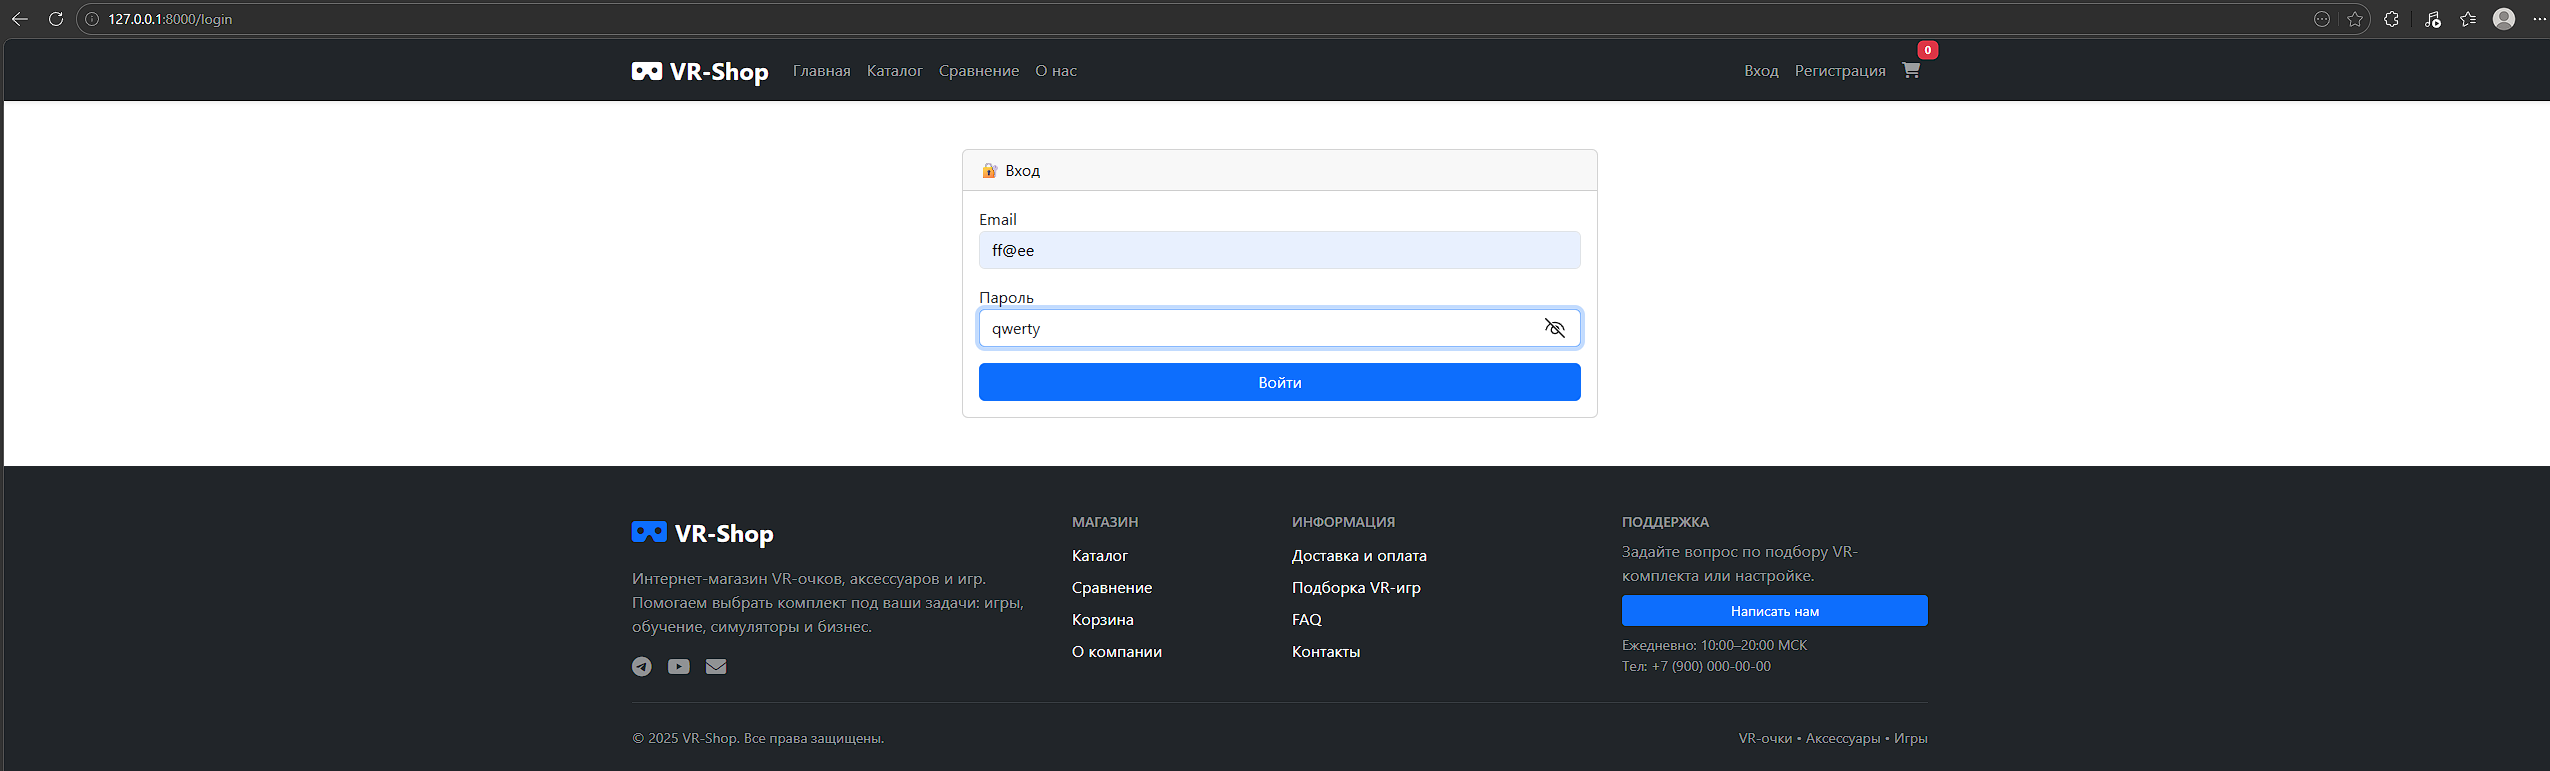 127.0.0.1:8000/login
VR-Shop Главная Каталог Сравнение О нас Вход Регистрация 0
Вход
Email
ff@ee
Пароль
qwerty
Войти
VR-Shop
Интернет-магазин VR-очков, аксессуаров и игр.
Помогаем выбрать комплект под ваши задачи: игры,
обучение, симуляторы и бизнес.
МАГАЗИН
Каталог
Сравнение
Корзина
О компании
ИНФОРМАЦИЯ
Доставка и оплата
Подборка VR-игр
FAQ
Контакты
ПОДДЕРЖКА
Задайте вопрос по подбору VR-
комплекта или настройке.
Написать нам
Ежедневно: 10:00–20:00 МСК
Тел: +7 (900) 000-00-00
© 2025 VR-Shop. Все права защищены.
VR-очки • Аксессуары • Игры